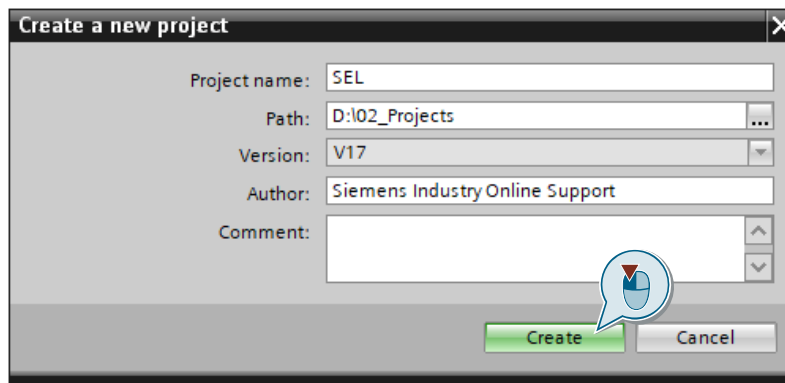 Create a new project
Project name: SEL
Path: D:\02_Projects ...
Version: V17
Author: Siemens Industry Online Support
Comment:
Create Cancel